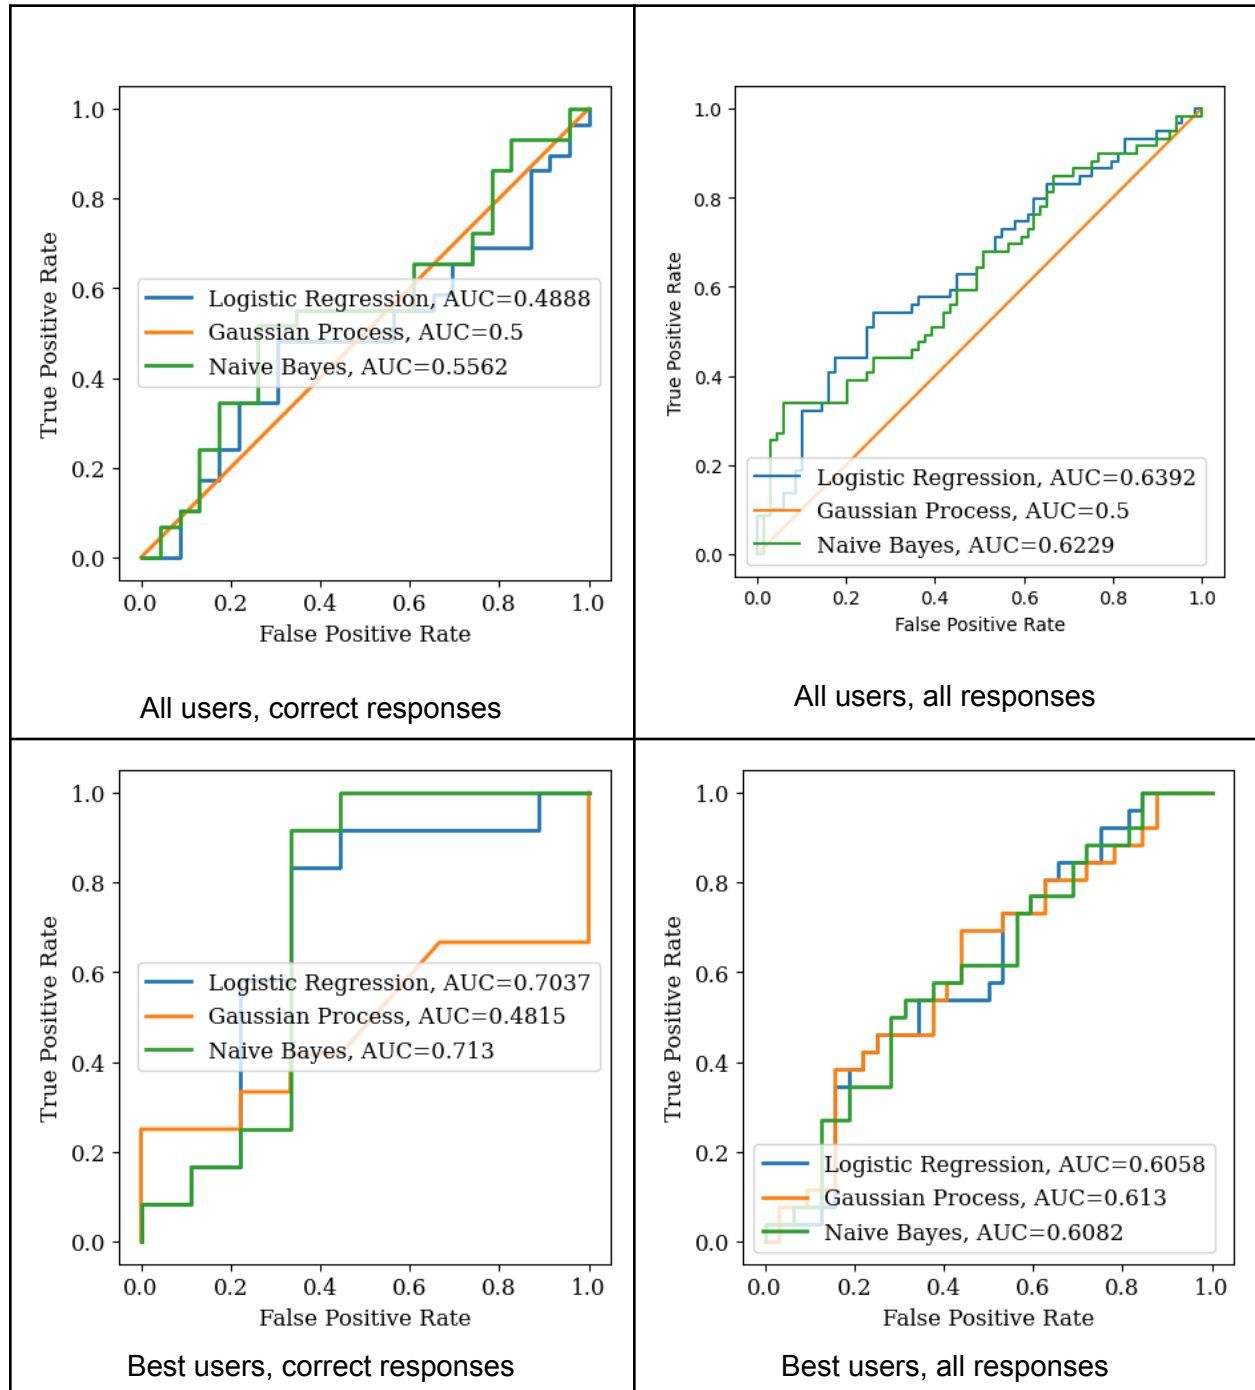 1.0
0.8
0.6
0.4
0.2
0.0
True Positive Rate
Logistic Regression, AUC=0.4888
Gaussian Process, AUC=0.5
Naive Bayes, AUC=0.5562
0.0 0.2 0.4 0.6 0.8 1.0
False Positive Rate
All users, correct responses
1.0
0.8
0.6
0.4
0.2
0.0
True Positive Rate
Logistic Regression, AUC=0.6392
Gaussian Process, AUC=0.5
Naive Bayes, AUC=0.6229
0.0 0.2 0.4 0.6 0.8 1.0
False Positive Rate
All users, all responses
1.0
0.8
0.6
0.4
0.2
0.0
True Positive Rate
Logistic Regression, AUC=0.7037
Gaussian Process, AUC=0.4815
Naive Bayes, AUC=0.713
0.0 0.2 0.4 0.6 0.8 1.0
False Positive Rate
Best users, correct responses
1.0
0.8
0.6
0.4
0.2
0.0
True Positive Rate
Logistic Regression, AUC=0.6058
Gaussian Process, AUC=0.613
Naive Bayes, AUC=0.6082
0.0 0.2 0.4 0.6 0.8 1.0
False Positive Rate
Best users, all responses